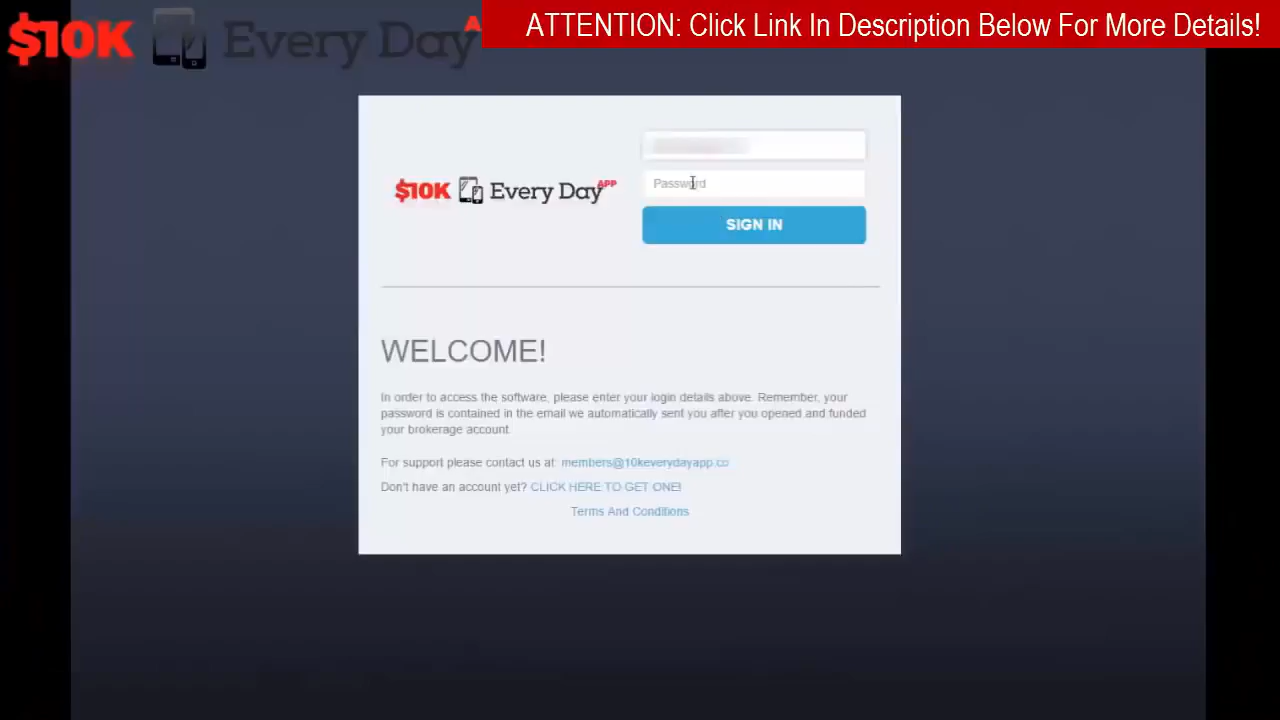 $10K Every Day A
ATTENTION: Click Link In Description Below For More Details!
$10K Every Day APP
Password
SIGN IN
WELCOME!
In order to access the software, please enter your login details above. Remember, your
password is contained in the email we automatically sent you after you opened and funded
your brokerage account.
For support please contact us at: members@10keverydayapp.co
Don't have an account yet? CLICK HERE TO GET ONE!
Terms And Conditions